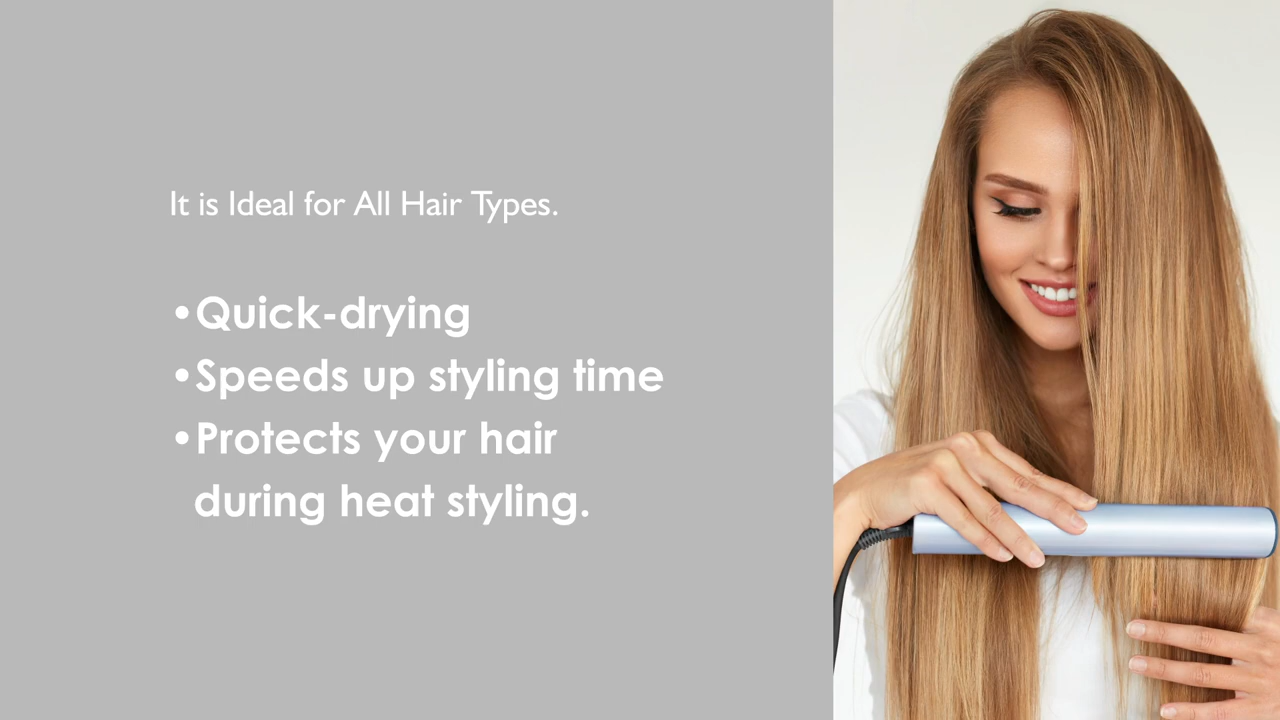 It is Ideal for All Hair Types.
•Quick-drying
•Speeds up styling time
•Protects your hair
during heat styling.